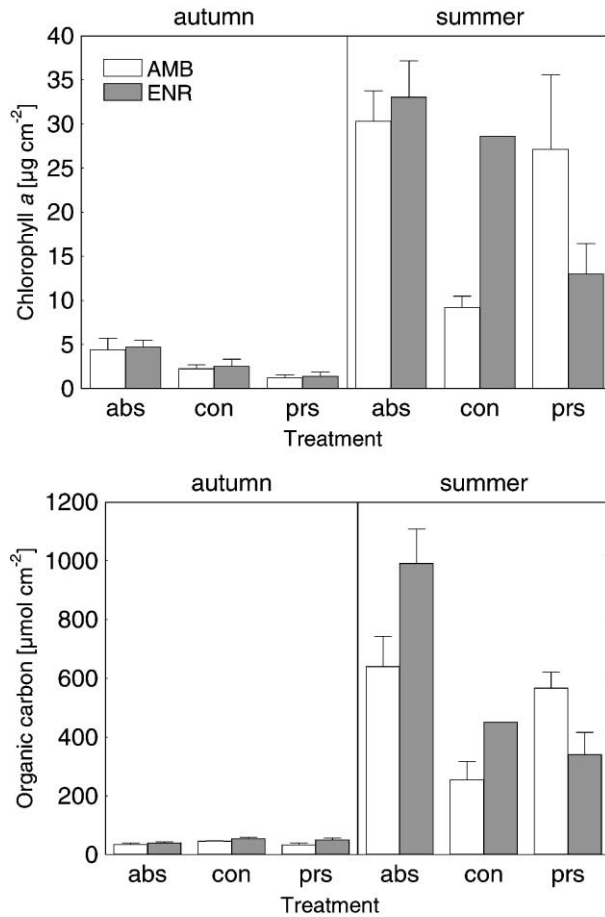 autumn summer
40
35
30
25
20
15
10
5
0
Chlorophyll a [µg cm-2]
AMB
ENR
abs con prs abs con prs
Treatment
autumn summer
1200
1000
800
600
400
200
0
Organic carbon [µmol cm-2]
abs con prs abs con prs
Treatment